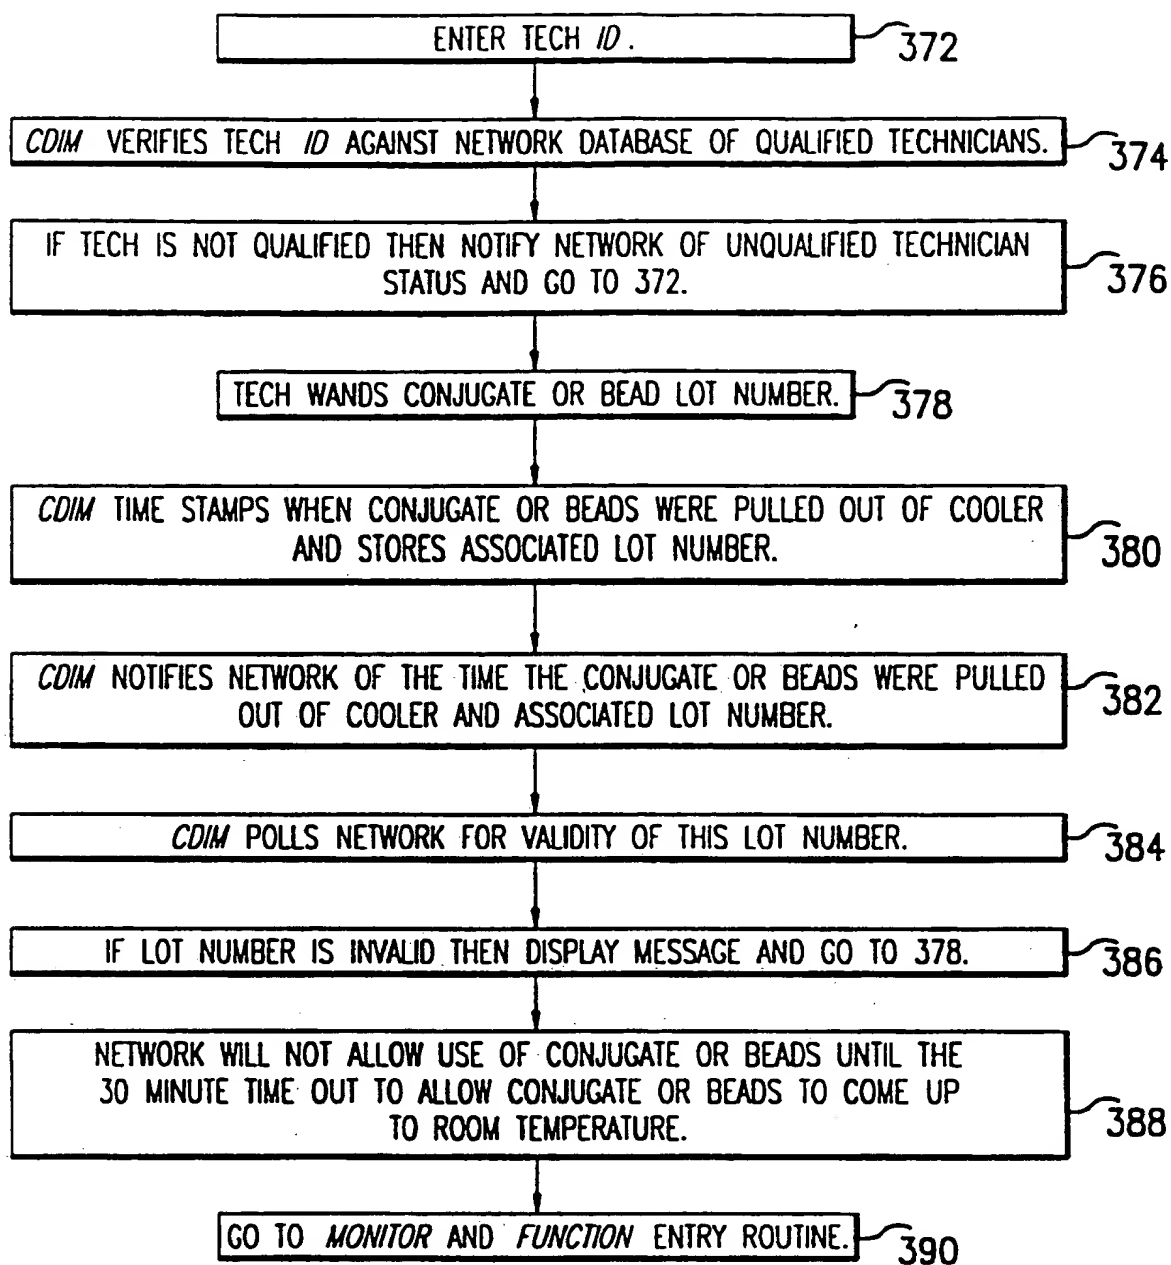 ENTER TECH ID.
372
CDIM VERIFIES TECH ID AGAINST NETWORK DATABASE OF QUALIFIED TECHNICIANS.
374
IF TECH IS NOT QUALIFIED THEN NOTIFY NETWORK OF UNQUALIFIED TECHNICIAN
STATUS AND GO TO 372.
376
TECH WANDS CONJUGATE OR BEAD LOT NUMBER.
378
CDIM TIME STAMPS WHEN CONJUGATE OR BEADS WERE PULLED OUT OF COOLER
AND STORES ASSOCIATED LOT NUMBER.
380
CDIM NOTIFIES NETWORK OF THE TIME THE CONJUGATE OR BEADS WERE PULLED
OUT OF COOLER AND ASSOCIATED LOT NUMBER.
382
CDIM POLLS NETWORK FOR VALIDITY OF THIS LOT NUMBER.
384
IF LOT NUMBER IS INVALID THEN DISPLAY MESSAGE AND GO TO 378.
386
NETWORK WILL NOT ALLOW USE OF CONJUGATE OR BEADS UNTIL THE
30 MINUTE TIME OUT TO ALLOW CONJUGATE OR BEADS TO COME UP
TO ROOM TEMPERATURE.
388
GO TO MONITOR AND FUNCTION ENTRY ROUTINE.
390